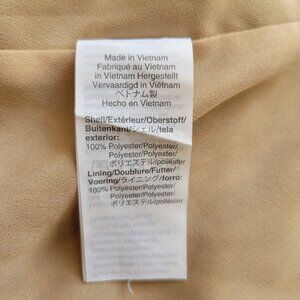 Made in Vietnam
Fabriqué au Vietnam
in Vietnam Hergestellt
Vervaardigd in Vietnam
ベトナム製
Hecho en Vietnam
Shell/Extérieur/Oberstoff/
Buitenkant/シェル/tela
exterior:
100% Polyester/Polyester/
Polyester/Polyester/
ポリエステル/poliéster
Lining/Doublure/Futter/
Voering/ライニング/forro:
100% Polyester/Polyester/
Polyester/Polyester/
ポリエステル/poliéster